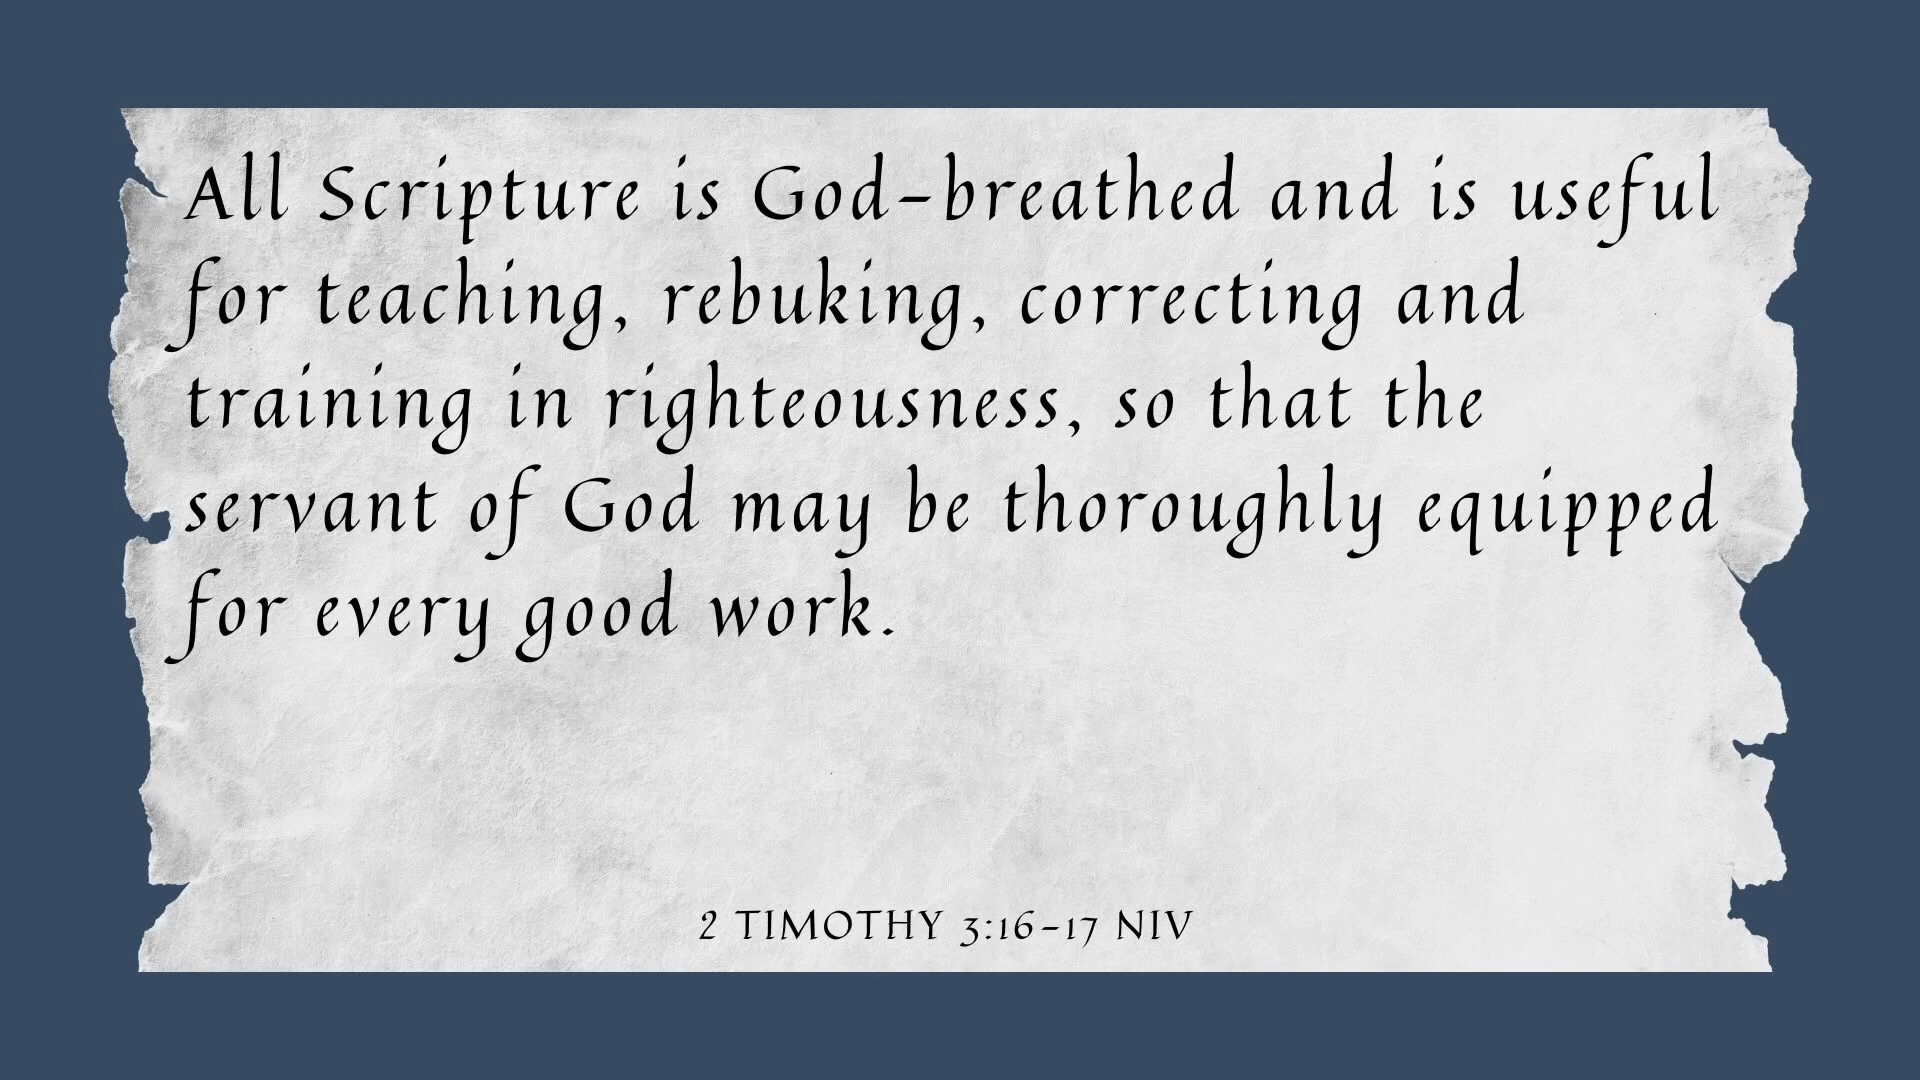 All Scripture is God-breathed and is useful
for teaching, rebuking, correcting and
training in righteousness, so that the
servant of God may be thoroughly equipped
for every good work.
2 TIMOTHY 3:16-17 NIV